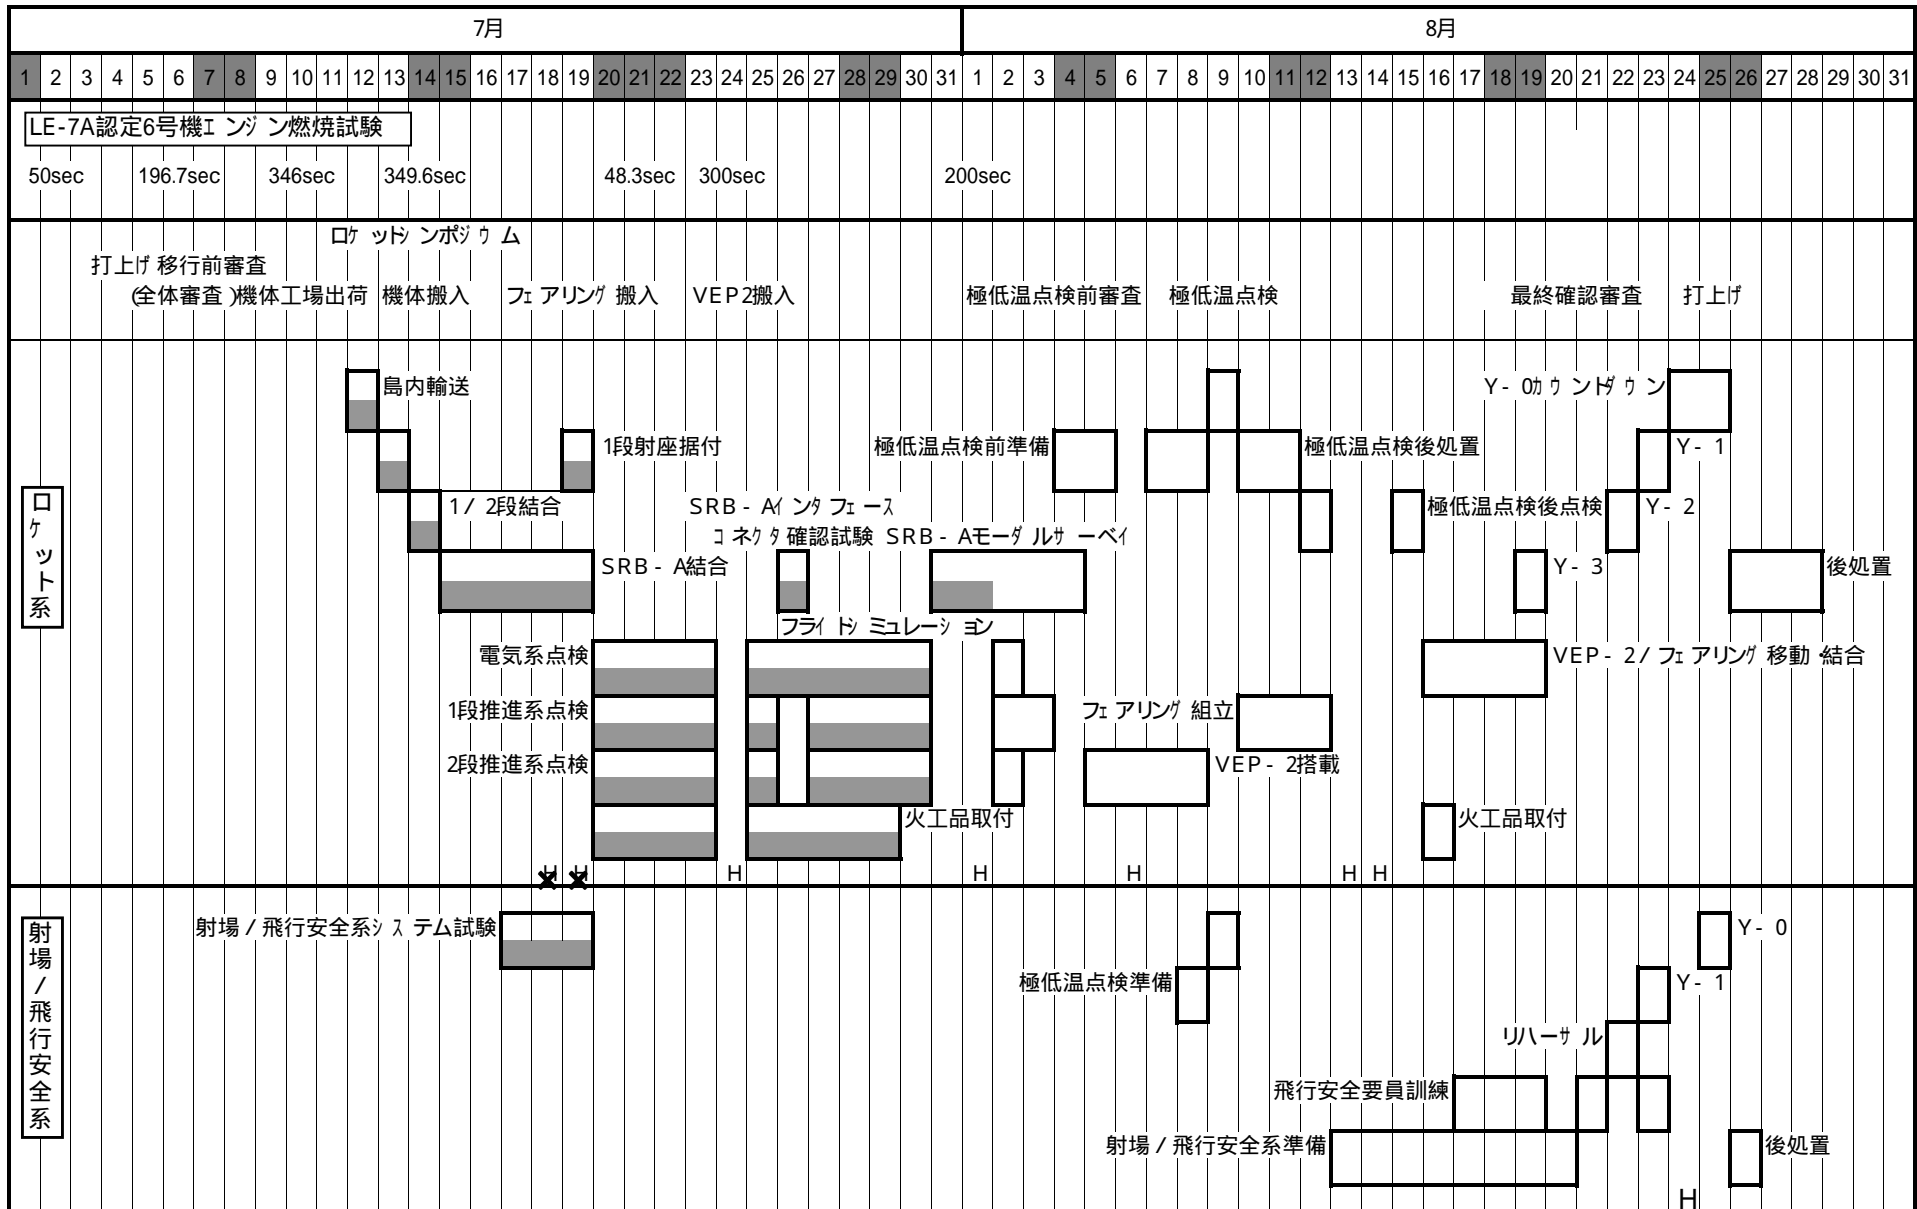 7月 8月
1 2 3 4 5 6 7 8 9 10 11 12 13 14 15 16 17 18 19 20 21 22 23 24 25 26 27 28 29 30 31 1 2 3 4 5 6 7 8 9 10 11 12 13 14 15 16 17 18 19 20 21 22 23 24 25 26 27 28 29 30 31
LE-7A認定6号機エンジン燃焼試験
50sec 196.7sec 346sec 349.6sec 48.3sec 300sec 200sec
ロケットシンポジウム
打上げ移行前審査
(全体審査) 機体工場出荷 機体搬入 フェアリング搬入 VEP2搬入 極低温点検前審査 極低温点検 最終確認審査 打上げ
島内輸送 Y-0カウントダウン
1段射座据付 極低温点検前準備 極低温点検後処置 Y-1
ロケット系
1/2段結合 SRB-Aインタフェース 極低温点検後点検 Y-2
コネクタ確認試験 SRB-Aモーダルサーベイ
SRB-A結合 Y-3 後処置
フライトシミュレーション
電気系点検 VEP-2/フェアリング移動・結合
1段推進系点検 フェアリング組立
2段推進系点検 VEP-2搭載
火工品取付 火工品取付
H H H H H H H
射場/飛行安全系
射場/飛行安全系システム試験 Y-0
極低温点検準備 Y-1
リハーサル
飛行安全要員訓練
射場/飛行安全系準備 後処置
H